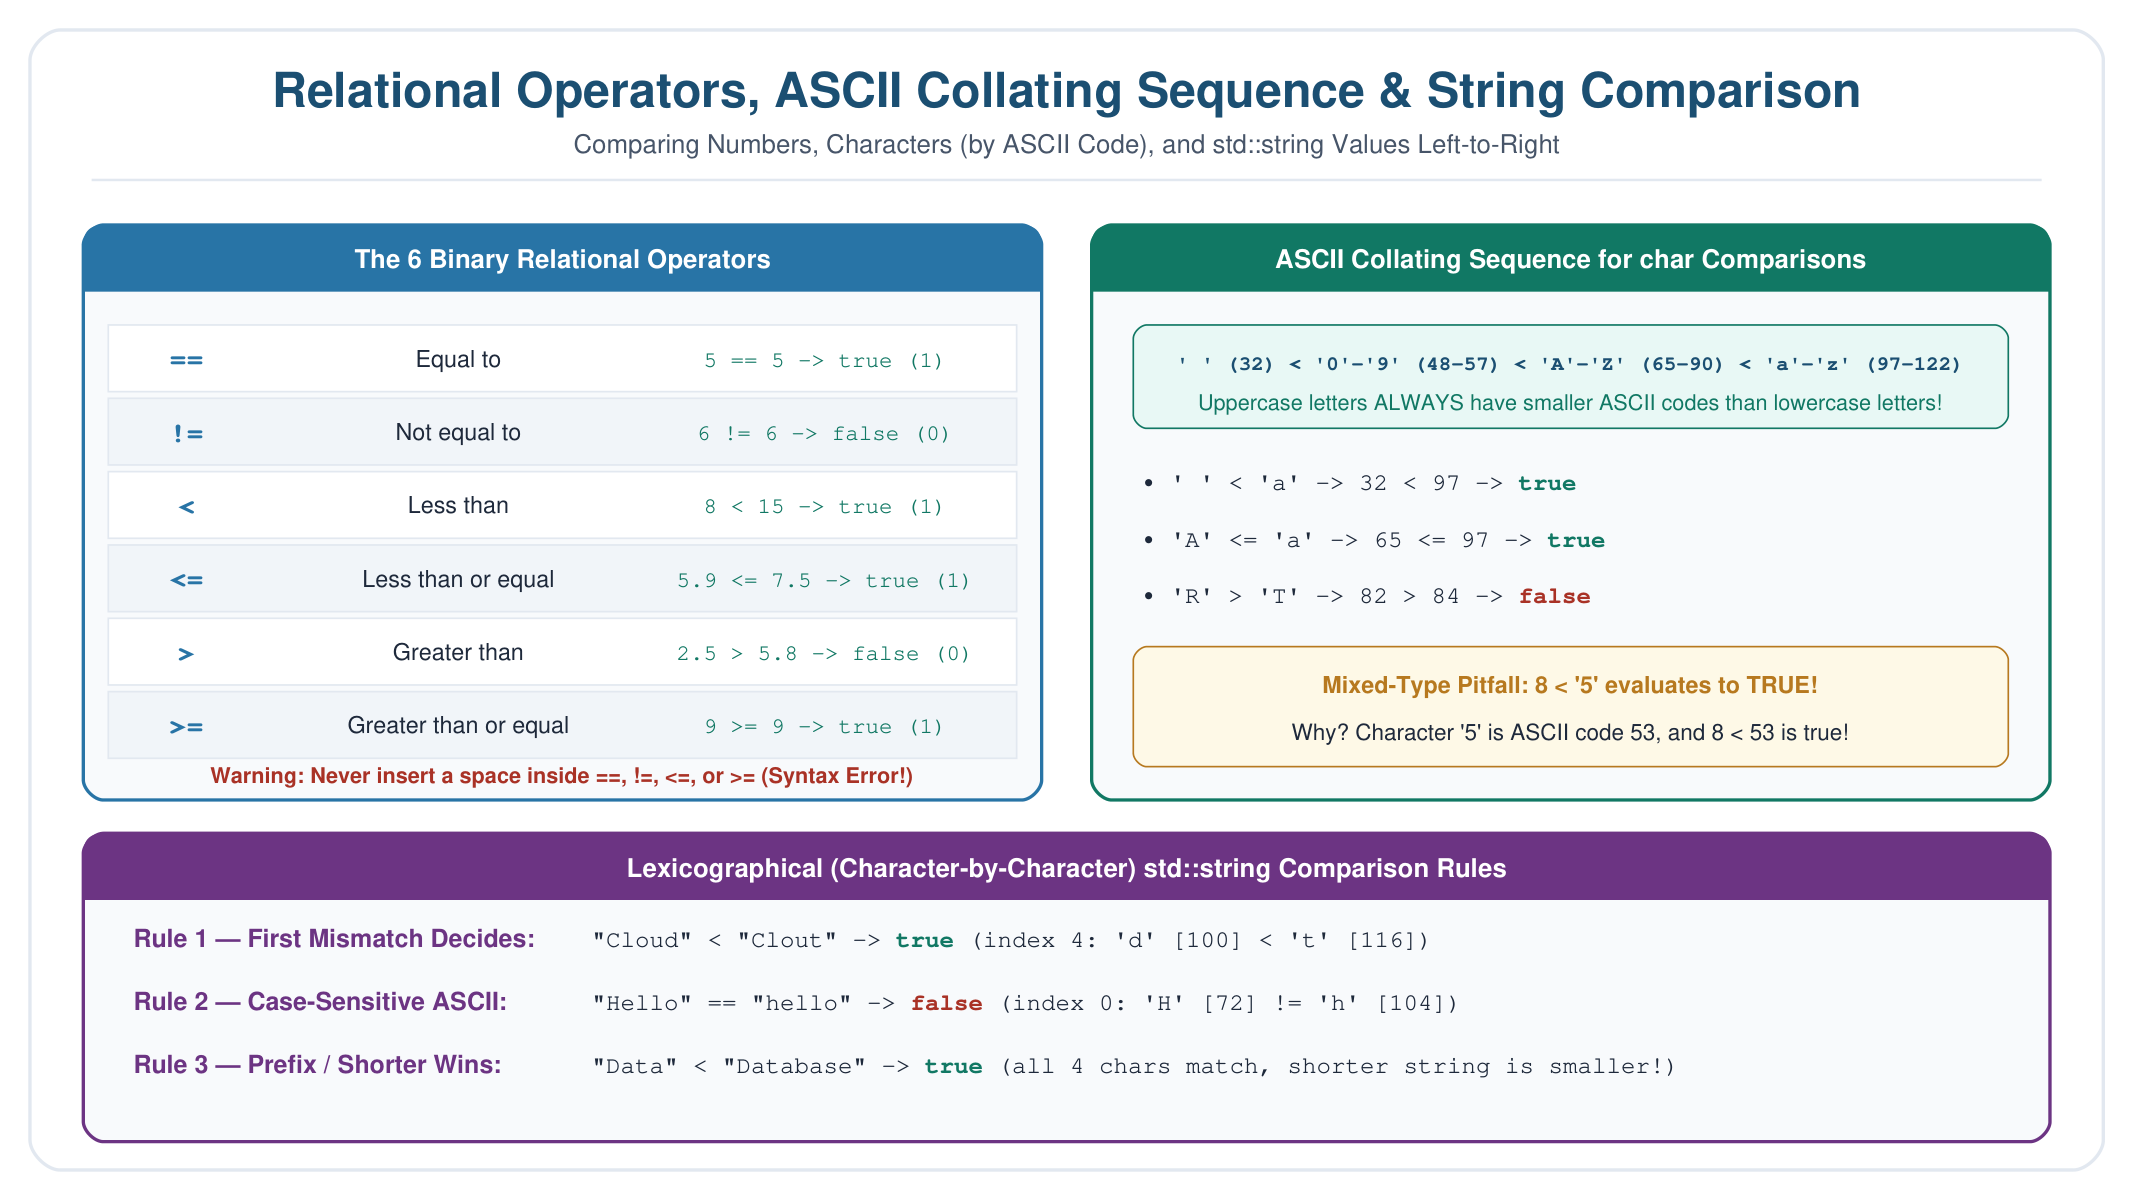 Relational Operators, ASCII Collating Sequence & String Comparison
Comparing Numbers, Characters (by ASCII Code), and std::string Values Left-to-Right
The 6 Binary Relational Operators
== Equal to 5 == 5 -> true (1)
!= Not equal to 6 != 6 -> false (0)
< Less than 8 < 15 -> true (1)
<= Less than or equal 5.9 <= 7.5 -> true (1)
> Greater than 2.5 > 5.8 -> false (0)
>= Greater than or equal 9 >= 9 -> true (1)
Warning: Never insert a space inside ==, !=, <=, or >= (Syntax Error!)
ASCII Collating Sequence for char Comparisons
' ' (32) < '0'-'9' (48-57) < 'A'-'Z' (65-90) < 'a'-'z' (97-122)
Uppercase letters ALWAYS have smaller ASCII codes than lowercase letters!
• ' ' < 'a' -> 32 < 97 -> true
• 'A' <= 'a' -> 65 <= 97 -> true
• 'R' > 'T' -> 82 > 84 -> false
Mixed-Type Pitfall: 8 < '5' evaluates to TRUE!
Why? Character '5' is ASCII code 53, and 8 < 53 is true!
Lexicographical (Character-by-Character) std::string Comparison Rules
Rule 1 — First Mismatch Decides: "Cloud" < "Clout" -> true (index 4: 'd' [100] < 't' [116])
Rule 2 — Case-Sensitive ASCII: "Hello" == "hello" -> false (index 0: 'H' [72] != 'h' [104])
Rule 3 — Prefix / Shorter Wins: "Data" < "Database" -> true (all 4 chars match, shorter string is smaller!)